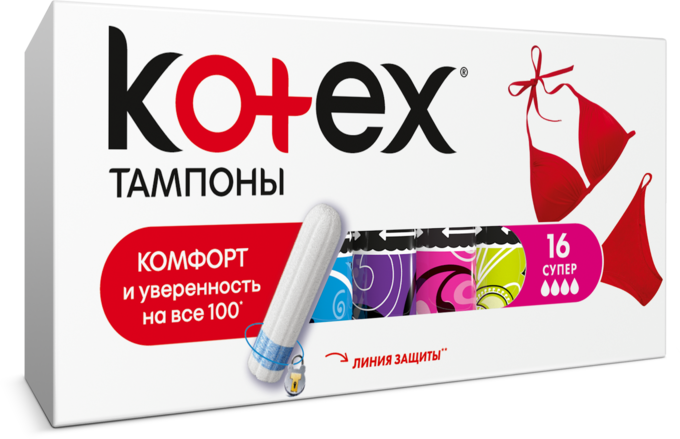 kotex®
ТАМПОНЫ
КОМФОРТ
и уверенность
на все 100*
16
СУПЕР
ЛИНИЯ ЗАЩИТЫ**